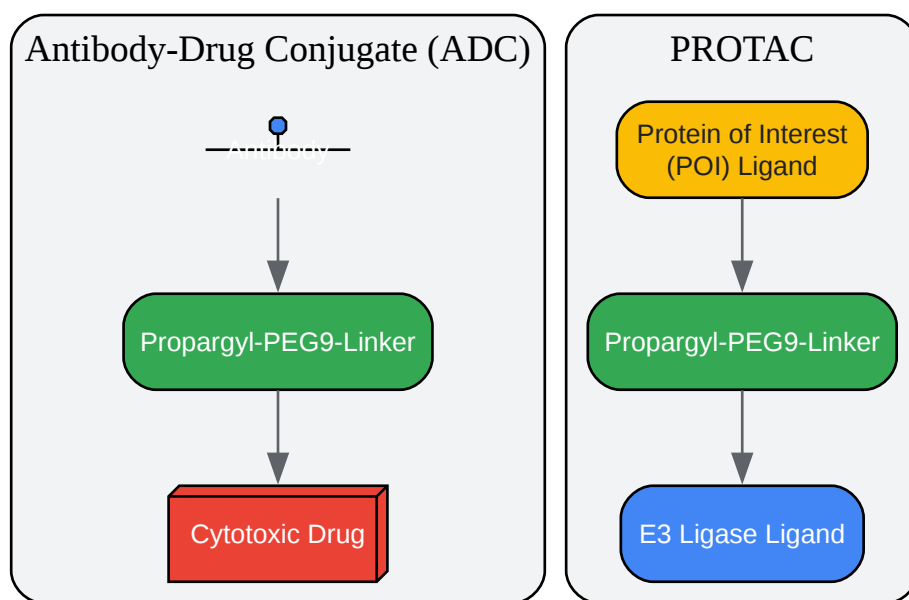 Antibody-Drug Conjugate (ADC)
Antibody
Propargyl-PEG9-Linker
Cytotoxic Drug
PROTAC
Protein of Interest
(POI) Ligand
Propargyl-PEG9-Linker
E3 Ligase Ligand